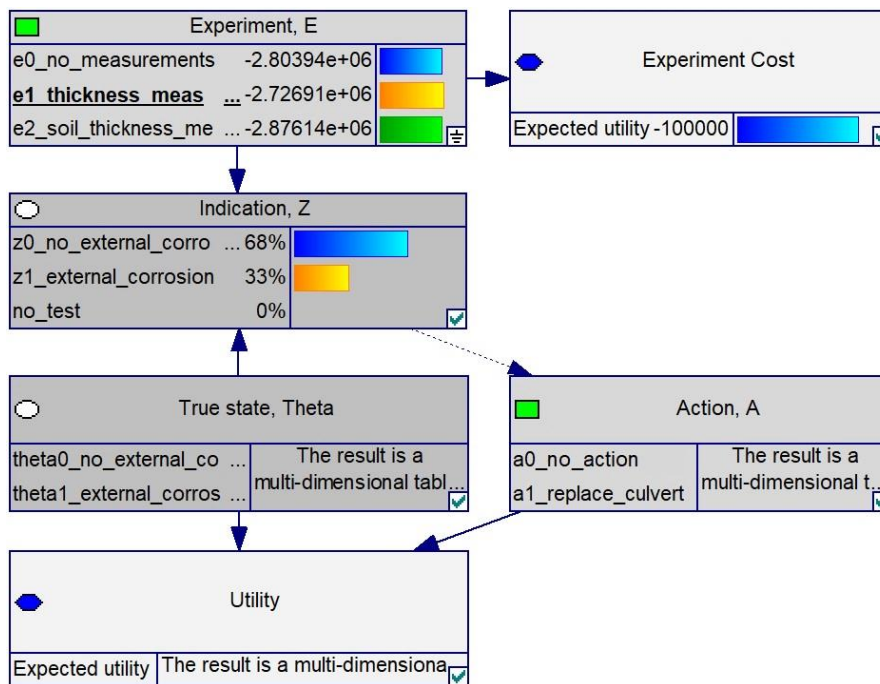 Experiment, E
e0_no_measurements -2.80394e+06
e1_thickness_meas ... -2.72691e+06
e2_soil_thickness_me ... -2.87614e+06
Experiment Cost
Expected utility -100000
Indication, Z
z0_no_external_corro ... 68%
z1_external_corrosion 33%
no_test 0%
True state, Theta
theta0_no_external_co ...
theta1_external_corros ...
The result is a
multi-dimensional tabl...
Action, A
a0_no_action
a1_replace_culvert
The result is a
multi-dimensional t...
Utility
Expected utility The result is a multi-dimensiona...